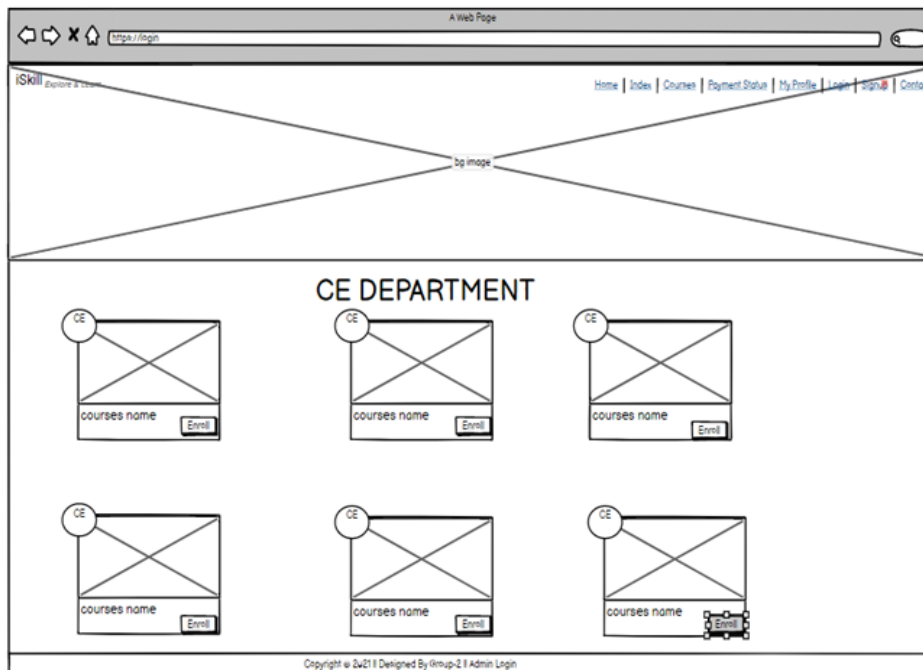 A Web Page
https://login
iSkill Explore & Learn
Home | Index | Courses | Payment Status | My Profile | Login | Signup | Conta
bg image
CE DEPARTMENT
CE CE CE
courses name courses name courses name
Enroll Enroll Enroll
CE CE CE
courses name courses name courses name
Enroll Enroll Enroll
Copyright © 2021 || Designed By Group-2 || Admin Login